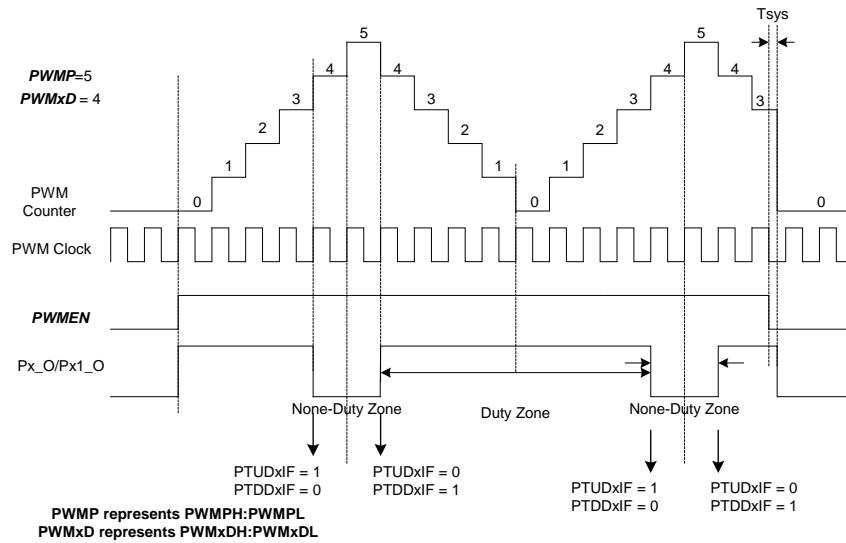 Tsys
5
5
PWMP=5
4
4
4
4
PWMxD = 4
3
3
3
3
2
2
2
1
1
1
2
PWM
Counter
0
0
0
PWM Clock
PWMEN
Px_O/Px1_O
None-Duty Zone
Duty Zone
None-Duty Zone
PTUDxIF = 1
PTDDxIF = 0
PTUDxIF = 0
PTDDxIF = 1
PTUDxIF = 1
PTDDxIF = 0
PTUDxIF = 0
PTDDxIF = 1
PWMP represents PWMPH:PWMPL
PWMxD represents PWMxDH:PWMxDL